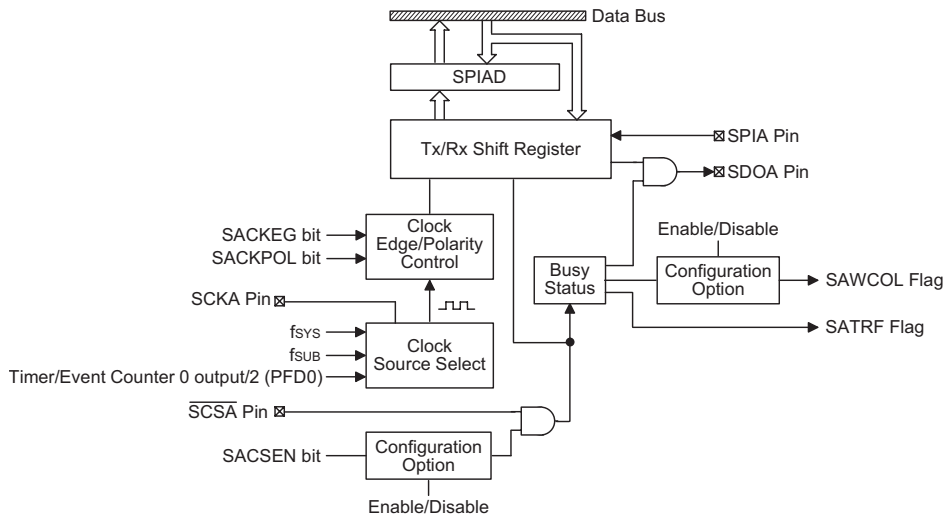 Data Bus
SPIAD
Tx/Rx Shift Register
SPIA Pin
SDOA Pin
SACKEG bit
SACKPOL bit
Clock
Edge/Polarity
Control
Enable/Disable
Busy
Status
Configuration
Option
SAWCOL Flag
SATRF Flag
SCKA Pin
fSYS
fSUB
Timer/Event Counter 0 output/2 (PFD0)
Clock
Source Select
SCSA Pin
SACSEN bit
Configuration
Option
Enable/Disable